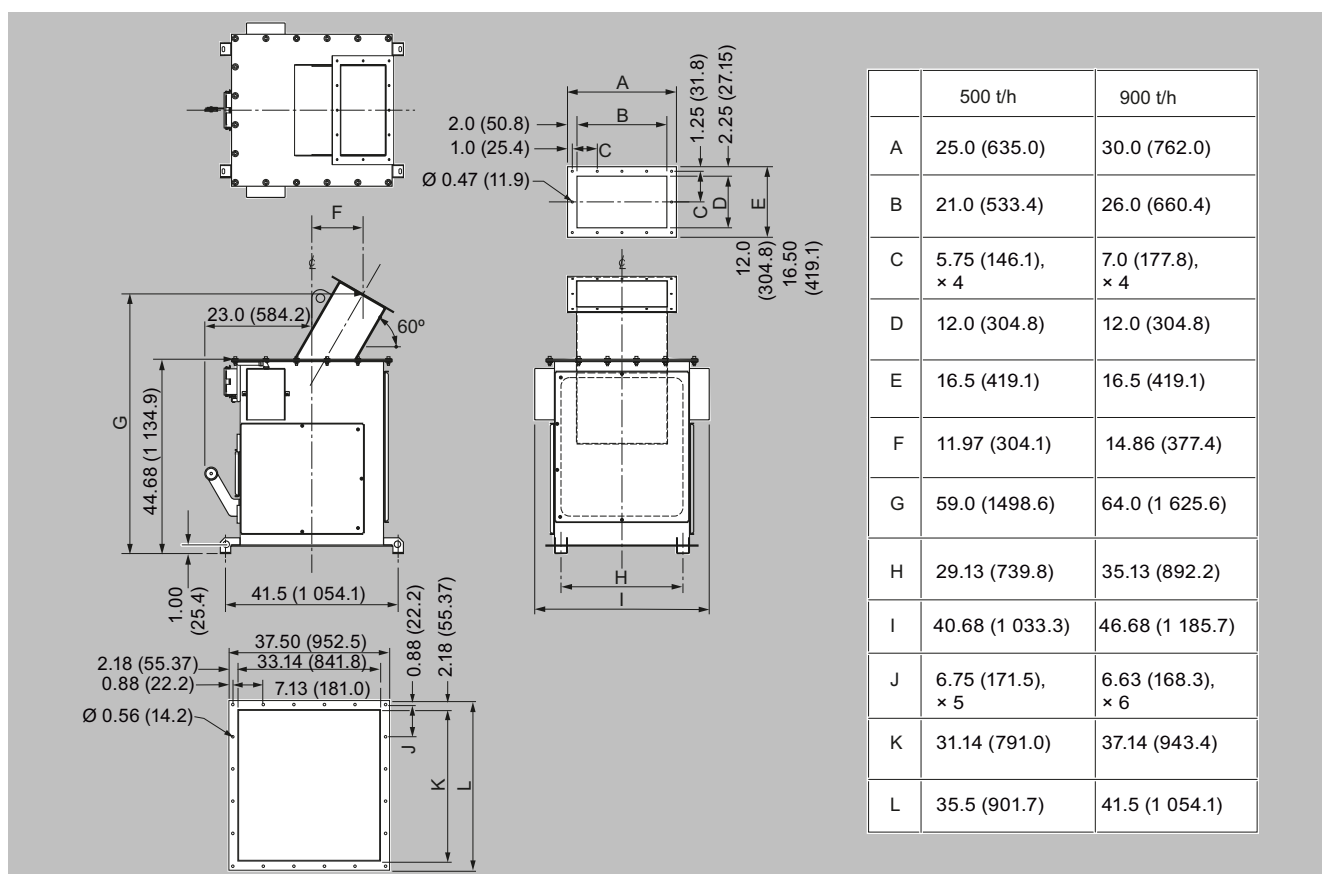 A
B
C
2.0 (50.8)
1.0 (25.4)
Ø 0.47 (11.9)
1.25 (31.8)
2.25 (27.15)
C
D
E
12.0
(304.8)
16.50
(419.1)
F
℄
23.0 (584.2)
60º
G
44.68 (1 134.9)
1.00
(25.4)
41.5 (1 054.1)
℄
H
I
37.50 (952.5)
2.18 (55.37)
33.14 (841.8)
0.88 (22.2)
7.13 (181.0)
Ø 0.56 (14.2)
0.88 (22.2)
2.18 (55.37)
J
K
L
500 t/h 900 t/h
A 25.0 (635.0) 30.0 (762.0)
B 21.0 (533.4) 26.0 (660.4)
C 5.75 (146.1), 7.0 (177.8),
× 4 × 4
D 12.0 (304.8) 12.0 (304.8)
E 16.5 (419.1) 16.5 (419.1)
F 11.97 (304.1) 14.86 (377.4)
G 59.0 (1498.6) 64.0 (1 625.6)
H 29.13 (739.8) 35.13 (892.2)
I 40.68 (1 033.3) 46.68 (1 185.7)
J 6.75 (171.5), 6.63 (168.3),
× 5 × 6
K 31.14 (791.0) 37.14 (943.4)
L 35.5 (901.7) 41.5 (1 054.1)